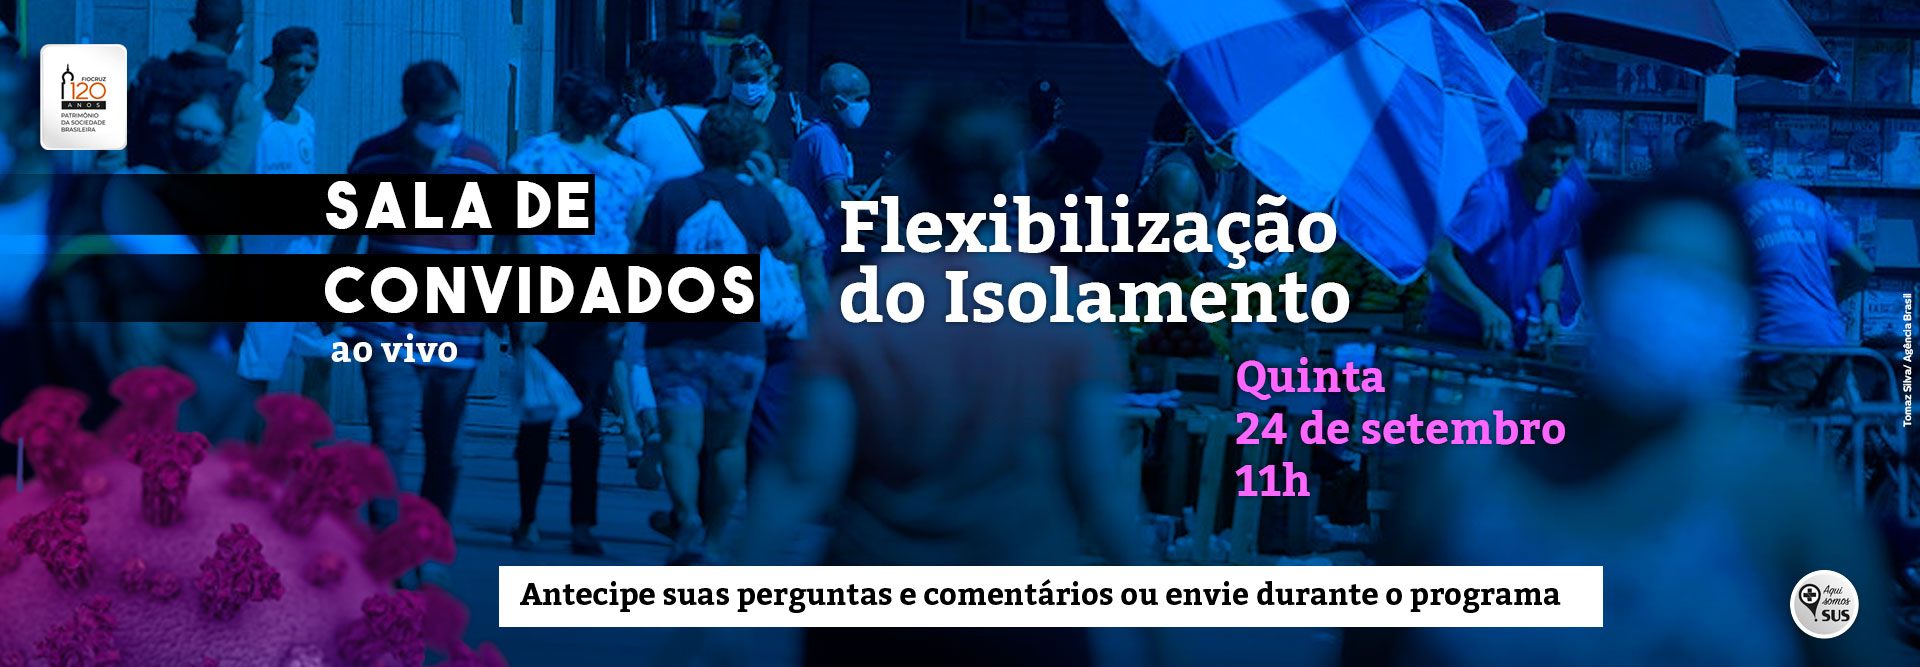 FIOCRUZ
120
ANOS
PATRIMÔNIO
DA SOCIEDADE
BRASILEIRA
SALA DE
CONVIDADOS
ao vivo
Flexibilização
do Isolamento
Quinta
24 de setembro
11h
Antecipe suas perguntas e comentários ou envie durante o programa
Tomaz Silva/ Agência Brasil
Aqui
somos
SUS